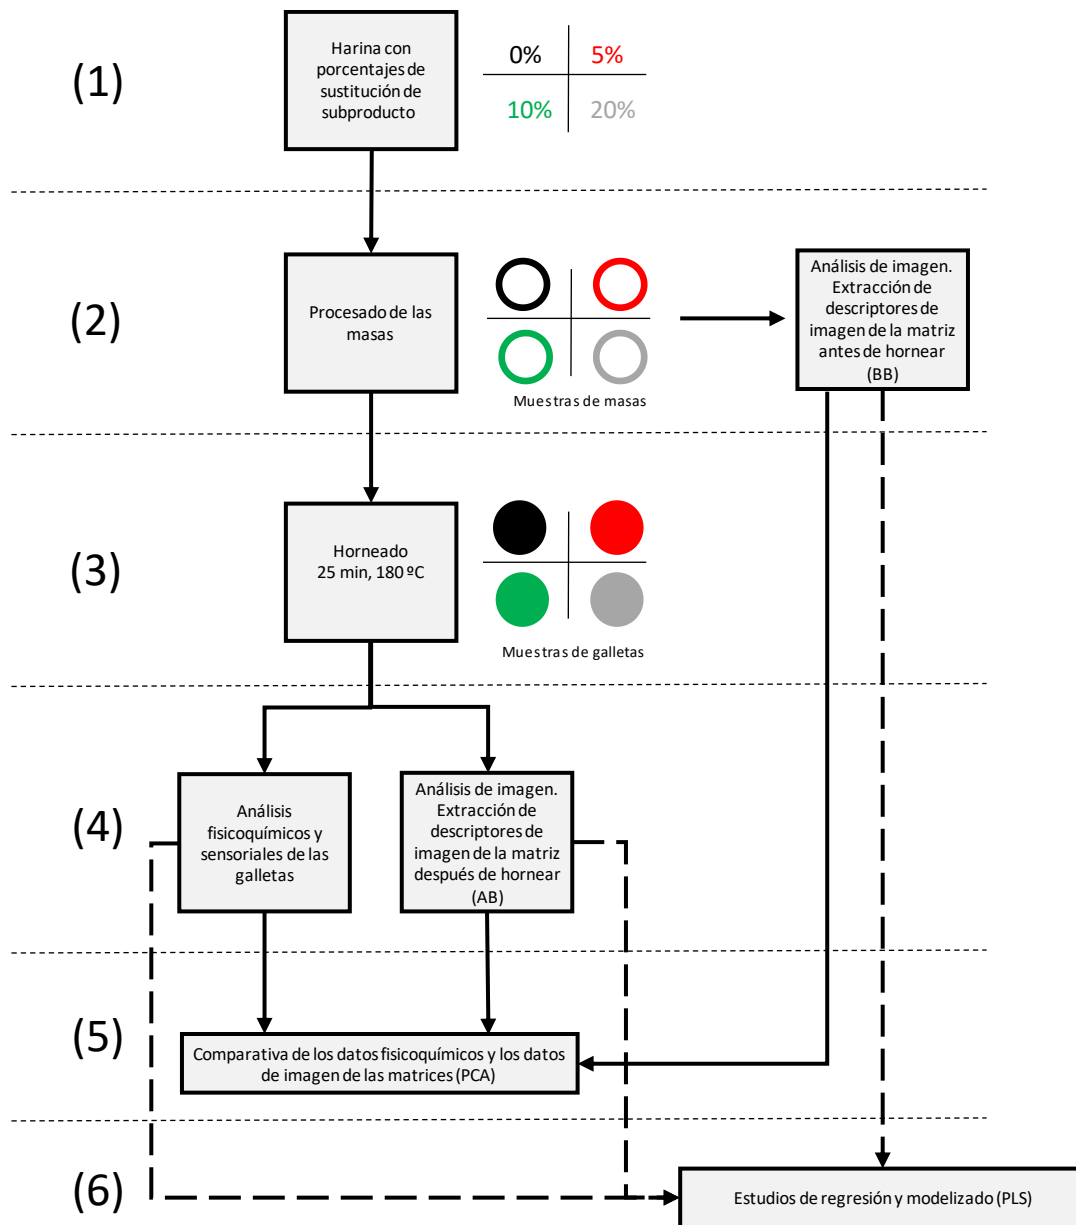 (1)
Harina con
porcentajes de
sustitución de
subproducto
0%
5%
10%
20%
(2)
Procesado de las
masas
Muestras de masas
Análisis de imagen.
Extracción de
descriptores de
imagen de la matriz
antes de hornear
(BB)
(3)
Horneado
25 min, 180 ºC
Muestras de galletas
(4)
Análisis
fisicoquímicos y
sensoriales de las
galletas
Análisis de imagen.
Extracción de
descriptores de
imagen de la matriz
después de hornear
(AB)
(5)
Comparativa de los datos fisicoquímicos y los datos
de imagen de las matrices (PCA)
(6)
Estudios de regresión y modelizado (PLS)